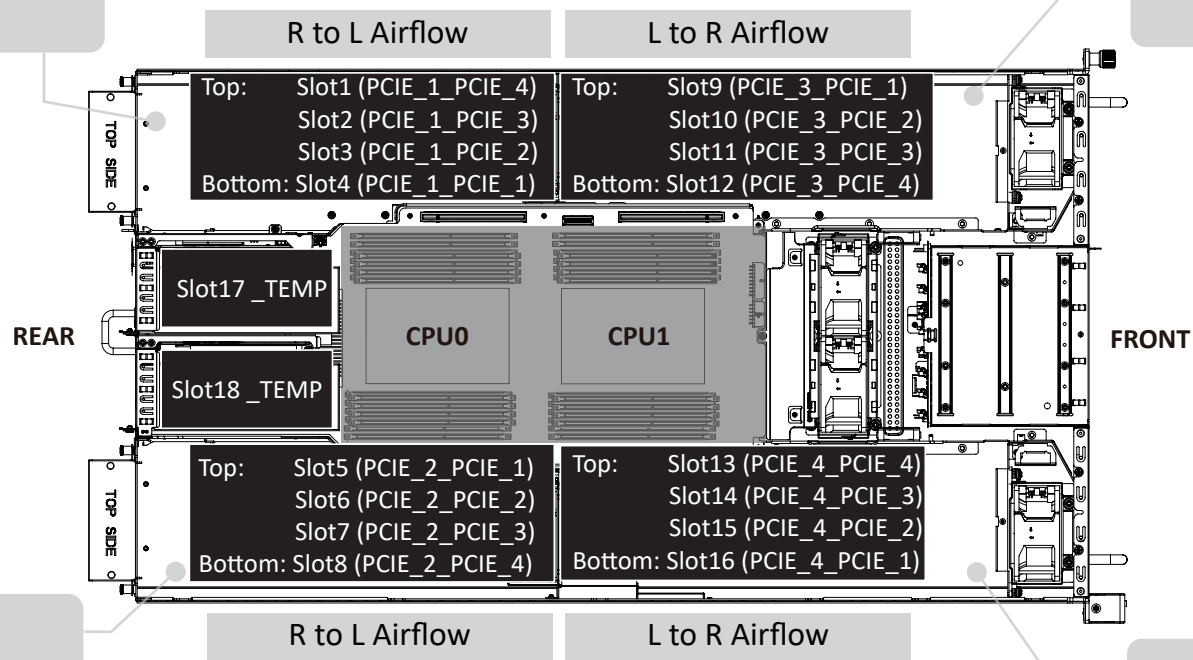 R to L Airflow
L to R Airflow
Top: Slot1 (PCIE_1_PCIE_4)
Slot2 (PCIE_1_PCIE_3)
Slot3 (PCIE_1_PCIE_2)
Bottom: Slot4 (PCIE_1_PCIE_1)
Top: Slot9 (PCIE_3_PCIE_1)
Slot10 (PCIE_3_PCIE_2)
Slot11 (PCIE_3_PCIE_3)
Bottom: Slot12 (PCIE_3_PCIE_4)
TOP SIDE
Slot17 _TEMP
REAR
CPU0
CPU1
FRONT
Slot18 _TEMP
TOP SIDE
Top: Slot5 (PCIE_2_PCIE_1)
Slot6 (PCIE_2_PCIE_2)
Slot7 (PCIE_2_PCIE_3)
Bottom: Slot8 (PCIE_2_PCIE_4)
Top: Slot13 (PCIE_4_PCIE_4)
Slot14 (PCIE_4_PCIE_3)
Slot15 (PCIE_4_PCIE_2)
Bottom: Slot16 (PCIE_4_PCIE_1)
R to L Airflow
L to R Airflow